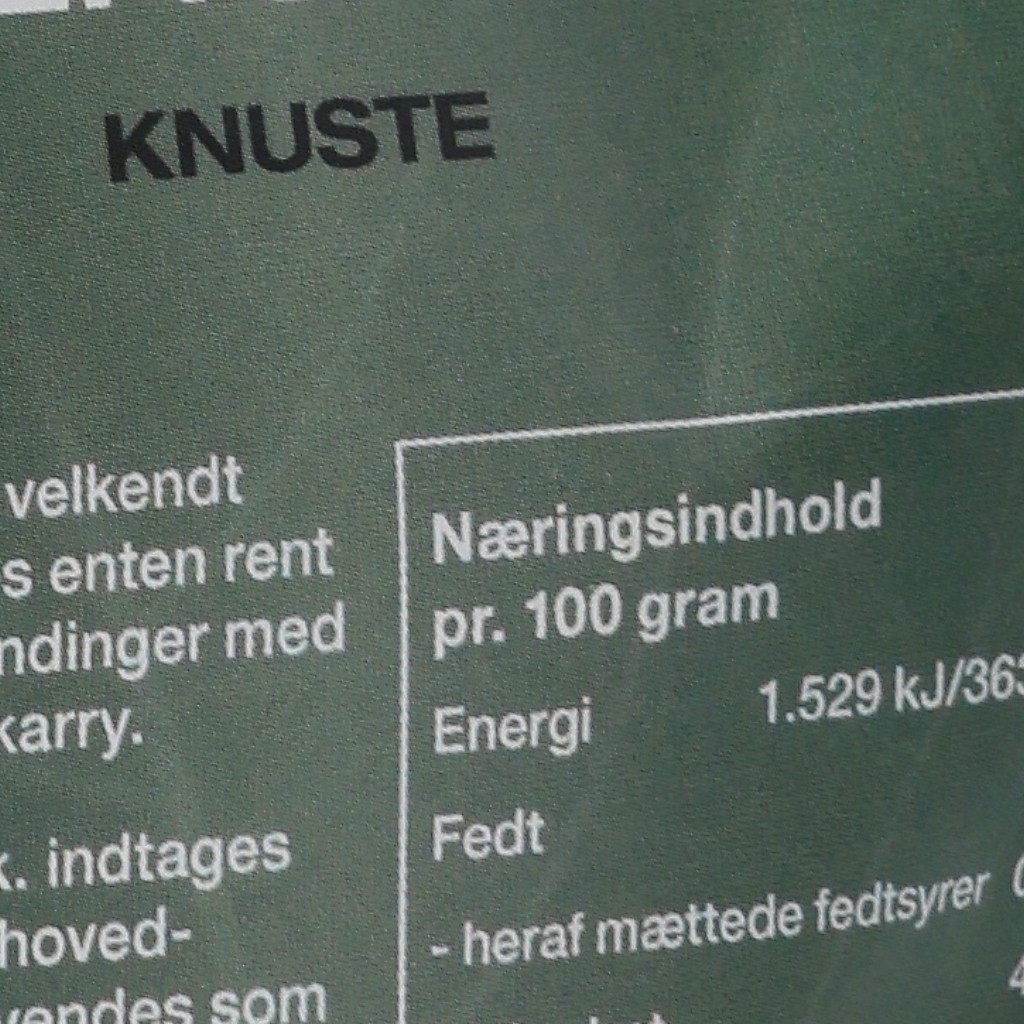 KNUSTE
velkendt
enten rent
med
karry.
indtages
hoved-
som
Næringsindhold
pr. 100 gram
Energi 1.529 kJ/363
Fedt
- heraf mættede fedtsyrer